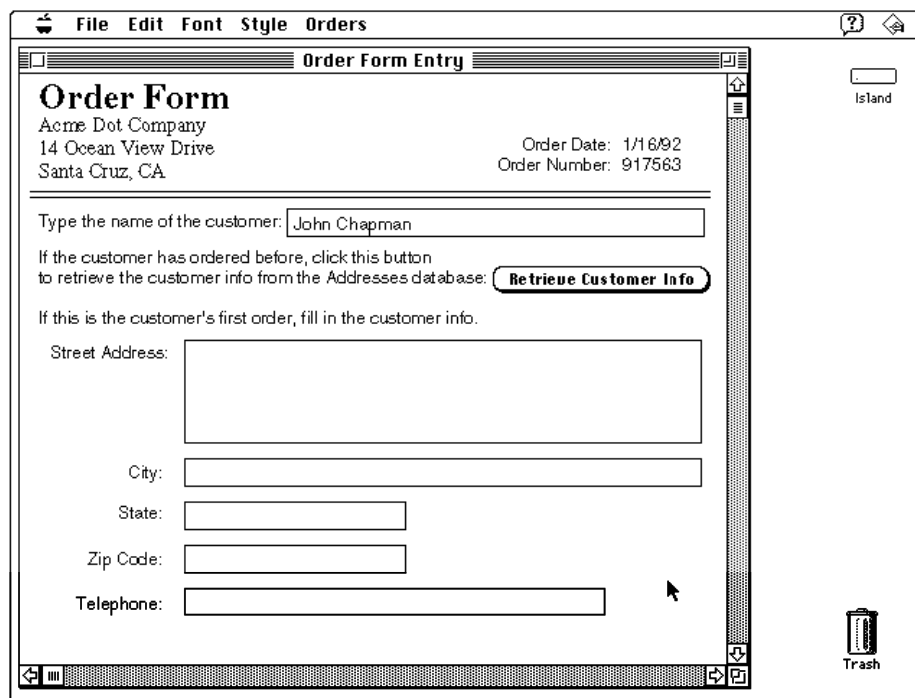 File Edit Font Style Orders
Order Form Entry
Island
Order Form
Acme Dot Company
14 Ocean View Drive
Santa Cruz, CA
Order Date: 1/16/92
Order Number: 917563
Type the name of the customer: John Chapman
If the customer has ordered before, click this button
to retrieve the customer info from the Addresses database: Retrieve Customer Info
If this is the customer's first order, fill in the customer info.
Street Address:
City:
State:
Zip Code:
Telephone:
Trash